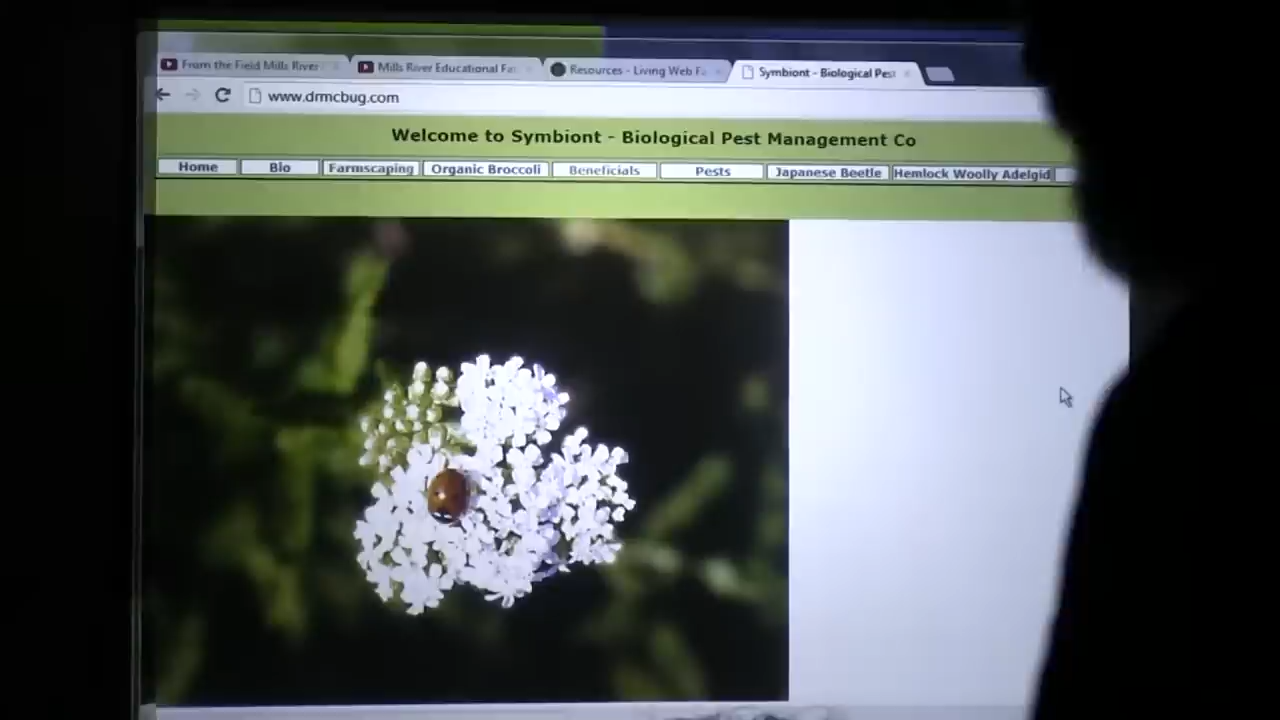 From the Field Mills River
Mills River Educational Fa
Resources - Living Web Fa
Symbiont - Biological Pest
www.drmcbug.com
Welcome to Symbiont - Biological Pest Management Co
Home
Bio
Farmscaping
Organic Broccoli
Beneficials
Pests
Japanese Beetle
Hemlock Woolly Adelgid